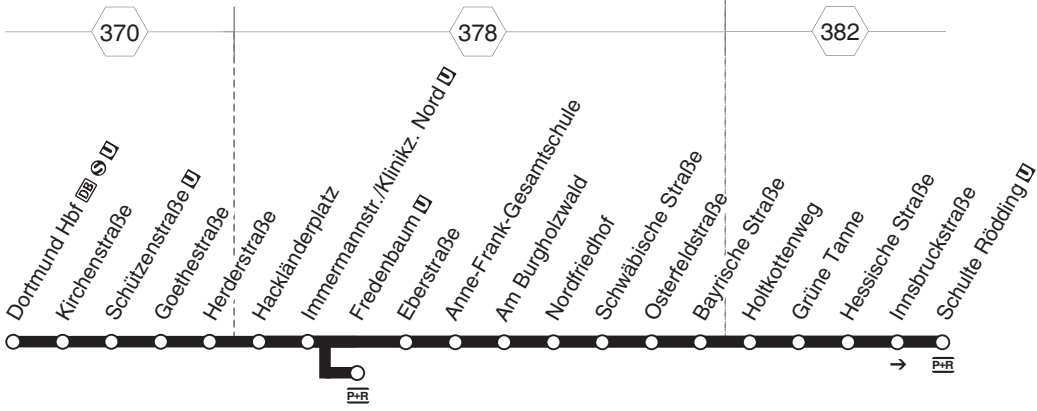 370
378
382
Dortmund Hbf DB S U
Kirchenstraße
Schützenstraße U
Goethestraße
Herderstraße
Hackländerplatz
Immermannstr./Klinikz. Nord U
Fredenbaum U
Eberstraße
Anne-Frank-Gesamtschule
Am Burgholzwald
Nordfriedhof
Schwäbische Straße
Osterfeldstraße
Bayrische Straße
Holtkottenweg
Grüne Tanne
Hessische Straße
Innsbruckstraße
Schulte Rödding U
P+R
P+R